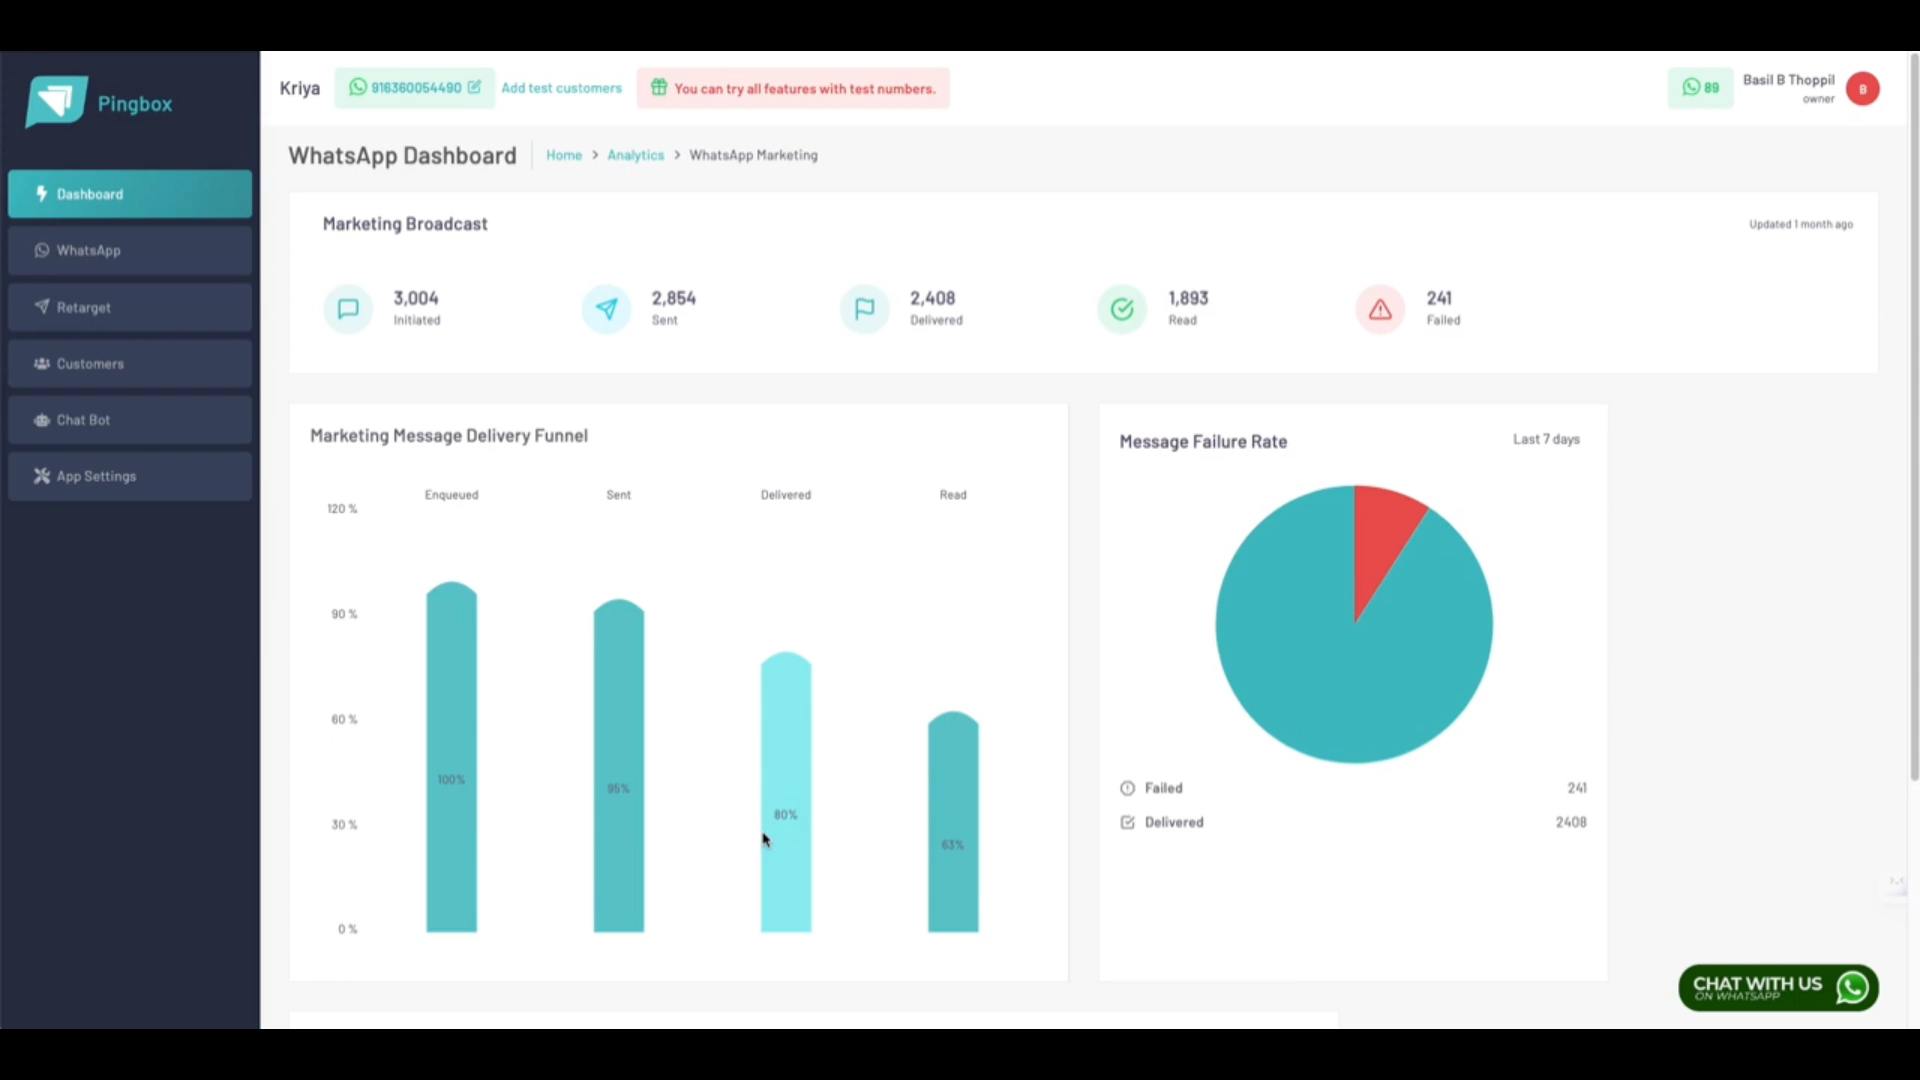 Pingbox
Kriya
916360054490
Add test customers
You can try all features with test numbers.
89
Basil B Thoppil
owner
B
WhatsApp Dashboard
Home > Analytics > WhatsApp Marketing
Dashboard
WhatsApp
Retarget
Customers
Chat Bot
App Settings
Marketing Broadcast
Updated 1 month ago
3,004
Initiated
2,854
Sent
2,408
Delivered
1,893
Read
241
Failed
Marketing Message Delivery Funnel
Enqueued Sent Delivered Read
120 %
90 %
60 %
30 %
0 %
100%
95%
80%
63%
Message Failure Rate
Last 7 days
Failed 241
Delivered 2408
CHAT WITH US
ON WHATSAPP